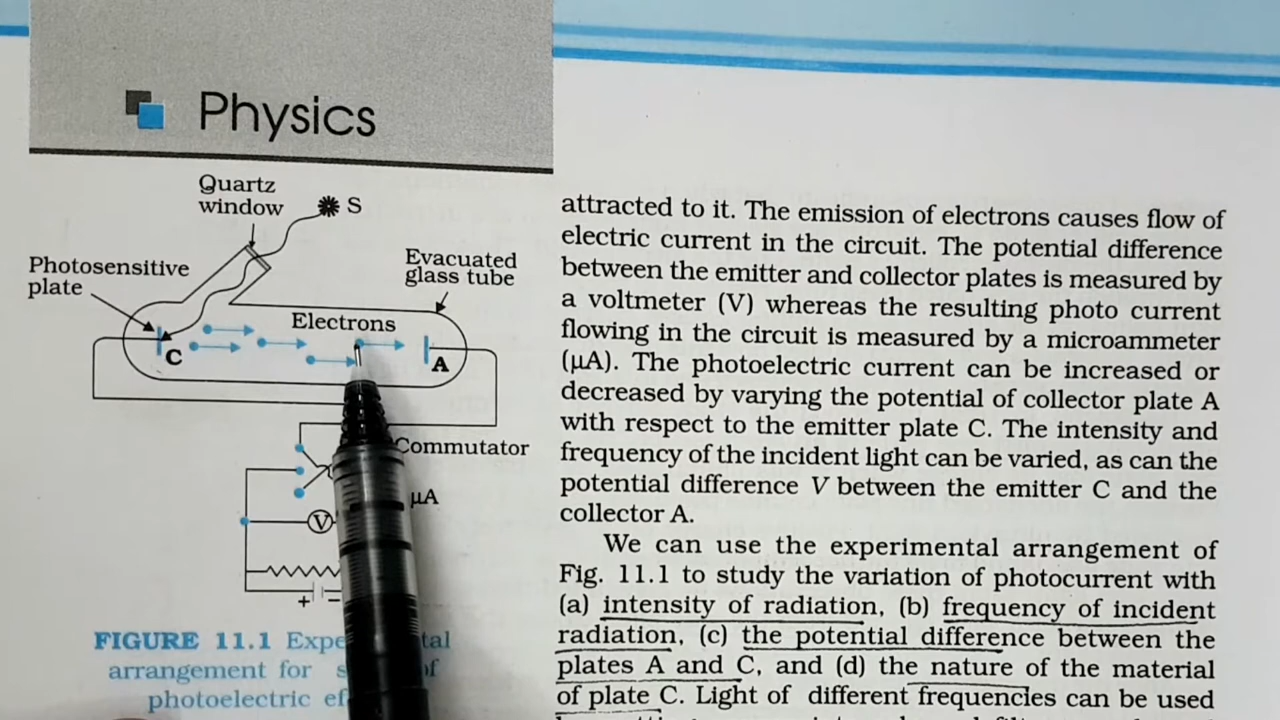 Physics
Quartz
window
S
Photosensitive
plate
Evacuated
glass tube
Electrons
C
A
Commutator
µA
V
+ −
FIGURE 11.1
arrangement for
photoelectric
attracted to it. The emission of electrons causes flow of
electric current in the circuit. The potential difference
between the emitter and collector plates is measured by
a voltmeter (V) whereas the resulting photo current
flowing in the circuit is measured by a microammeter
(µA). The photoelectric current can be increased or
decreased by varying the potential of collector plate A
with respect to the emitter plate C. The intensity and
frequency of the incident light can be varied, as can the
potential difference V between the emitter C and the
collector A.
We can use the experimental arrangement of
Fig. 11.1 to study the variation of photocurrent with
(a) intensity of radiation, (b) frequency of incident
radiation, (c) the potential difference between the
plates A and C, and (d) the nature of the material
of plate C. Light of different frequencies can be used